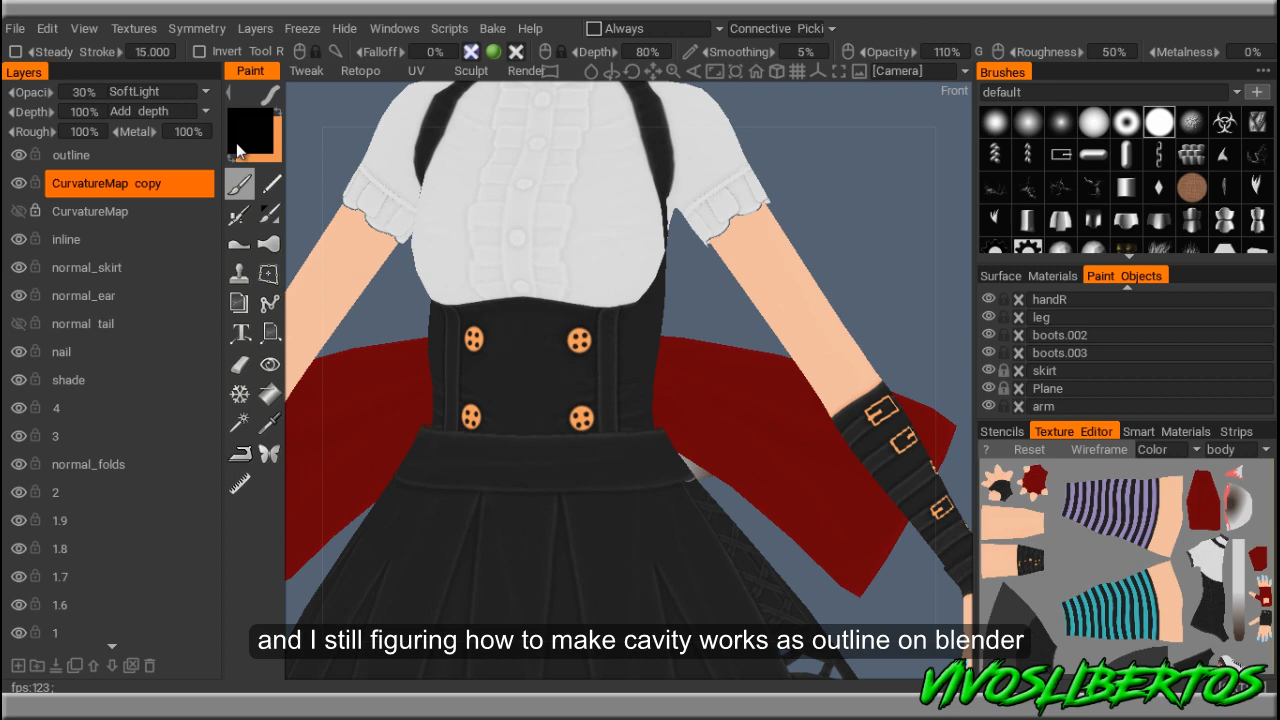 File Edit View Textures Symmetry Layers Freeze Hide Windows Scripts Bake Help Always Connective Picki
Steady Stroke 15.000 Invert Tool R Falloff 0% Depth 80% Smoothing 5% Opacity 110% G Roughness 50% Metalness 0%
Layers Paint Tweak Retopo UV Sculpt Render [Camera] Brushes
Opaci 30% SoftLight Front default
Depth 100% Add depth
Rough 100% Metal 100%
outline
CurvatureMap copy
CurvatureMap
inline
normal_skirt
normal_ear
normal tail
nail
shade
4
3
normal_folds
2
1.9
1.8
1.7
1.6
1
Surface Materials Paint Objects
handR
leg
boots.002
boots.003
skirt
Plane
arm
Stencils Texture Editor Smart Materials Strips
? Reset Wireframe Color body
and I still figuring how to make cavity works as outline on blender
fps:123;
VIVOSLIBERTOS